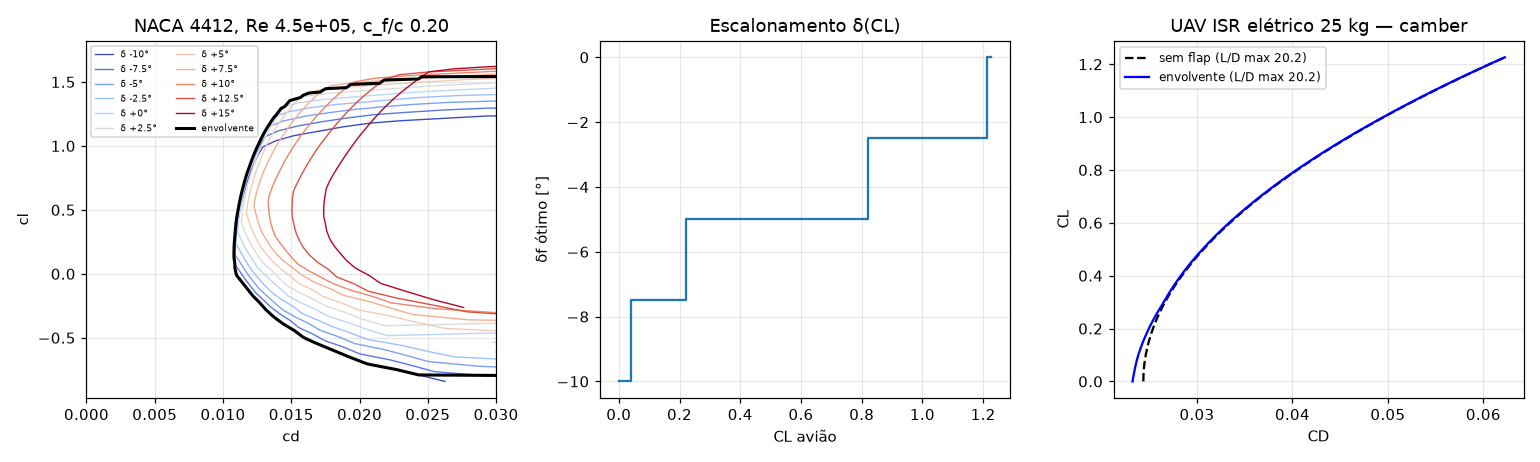 NACA 4412, Re 4.5e+05, c_f/c 0.20
δ -10°
δ -7.5°
δ -5°
δ -2.5°
δ +0°
δ +2.5°
δ +5°
δ +7.5°
δ +10°
δ +12.5°
δ +15°
envolvente
1.5
1.0
0.5
0.0
−0.5
cl
0.000 0.005 0.010 0.015 0.020 0.025 0.030
cd
Escalonamento δ(CL)
0
−2
−4
−6
−8
−10
δf ótimo [°]
0.0 0.2 0.4 0.6 0.8 1.0 1.2
CL avião
UAV ISR elétrico 25 kg — camber
sem flap (L/D max 20.2)
envolvente (L/D max 20.2)
1.2
1.0
0.8
0.6
0.4
0.2
0.0
CL
0.03 0.04 0.05 0.06
CD